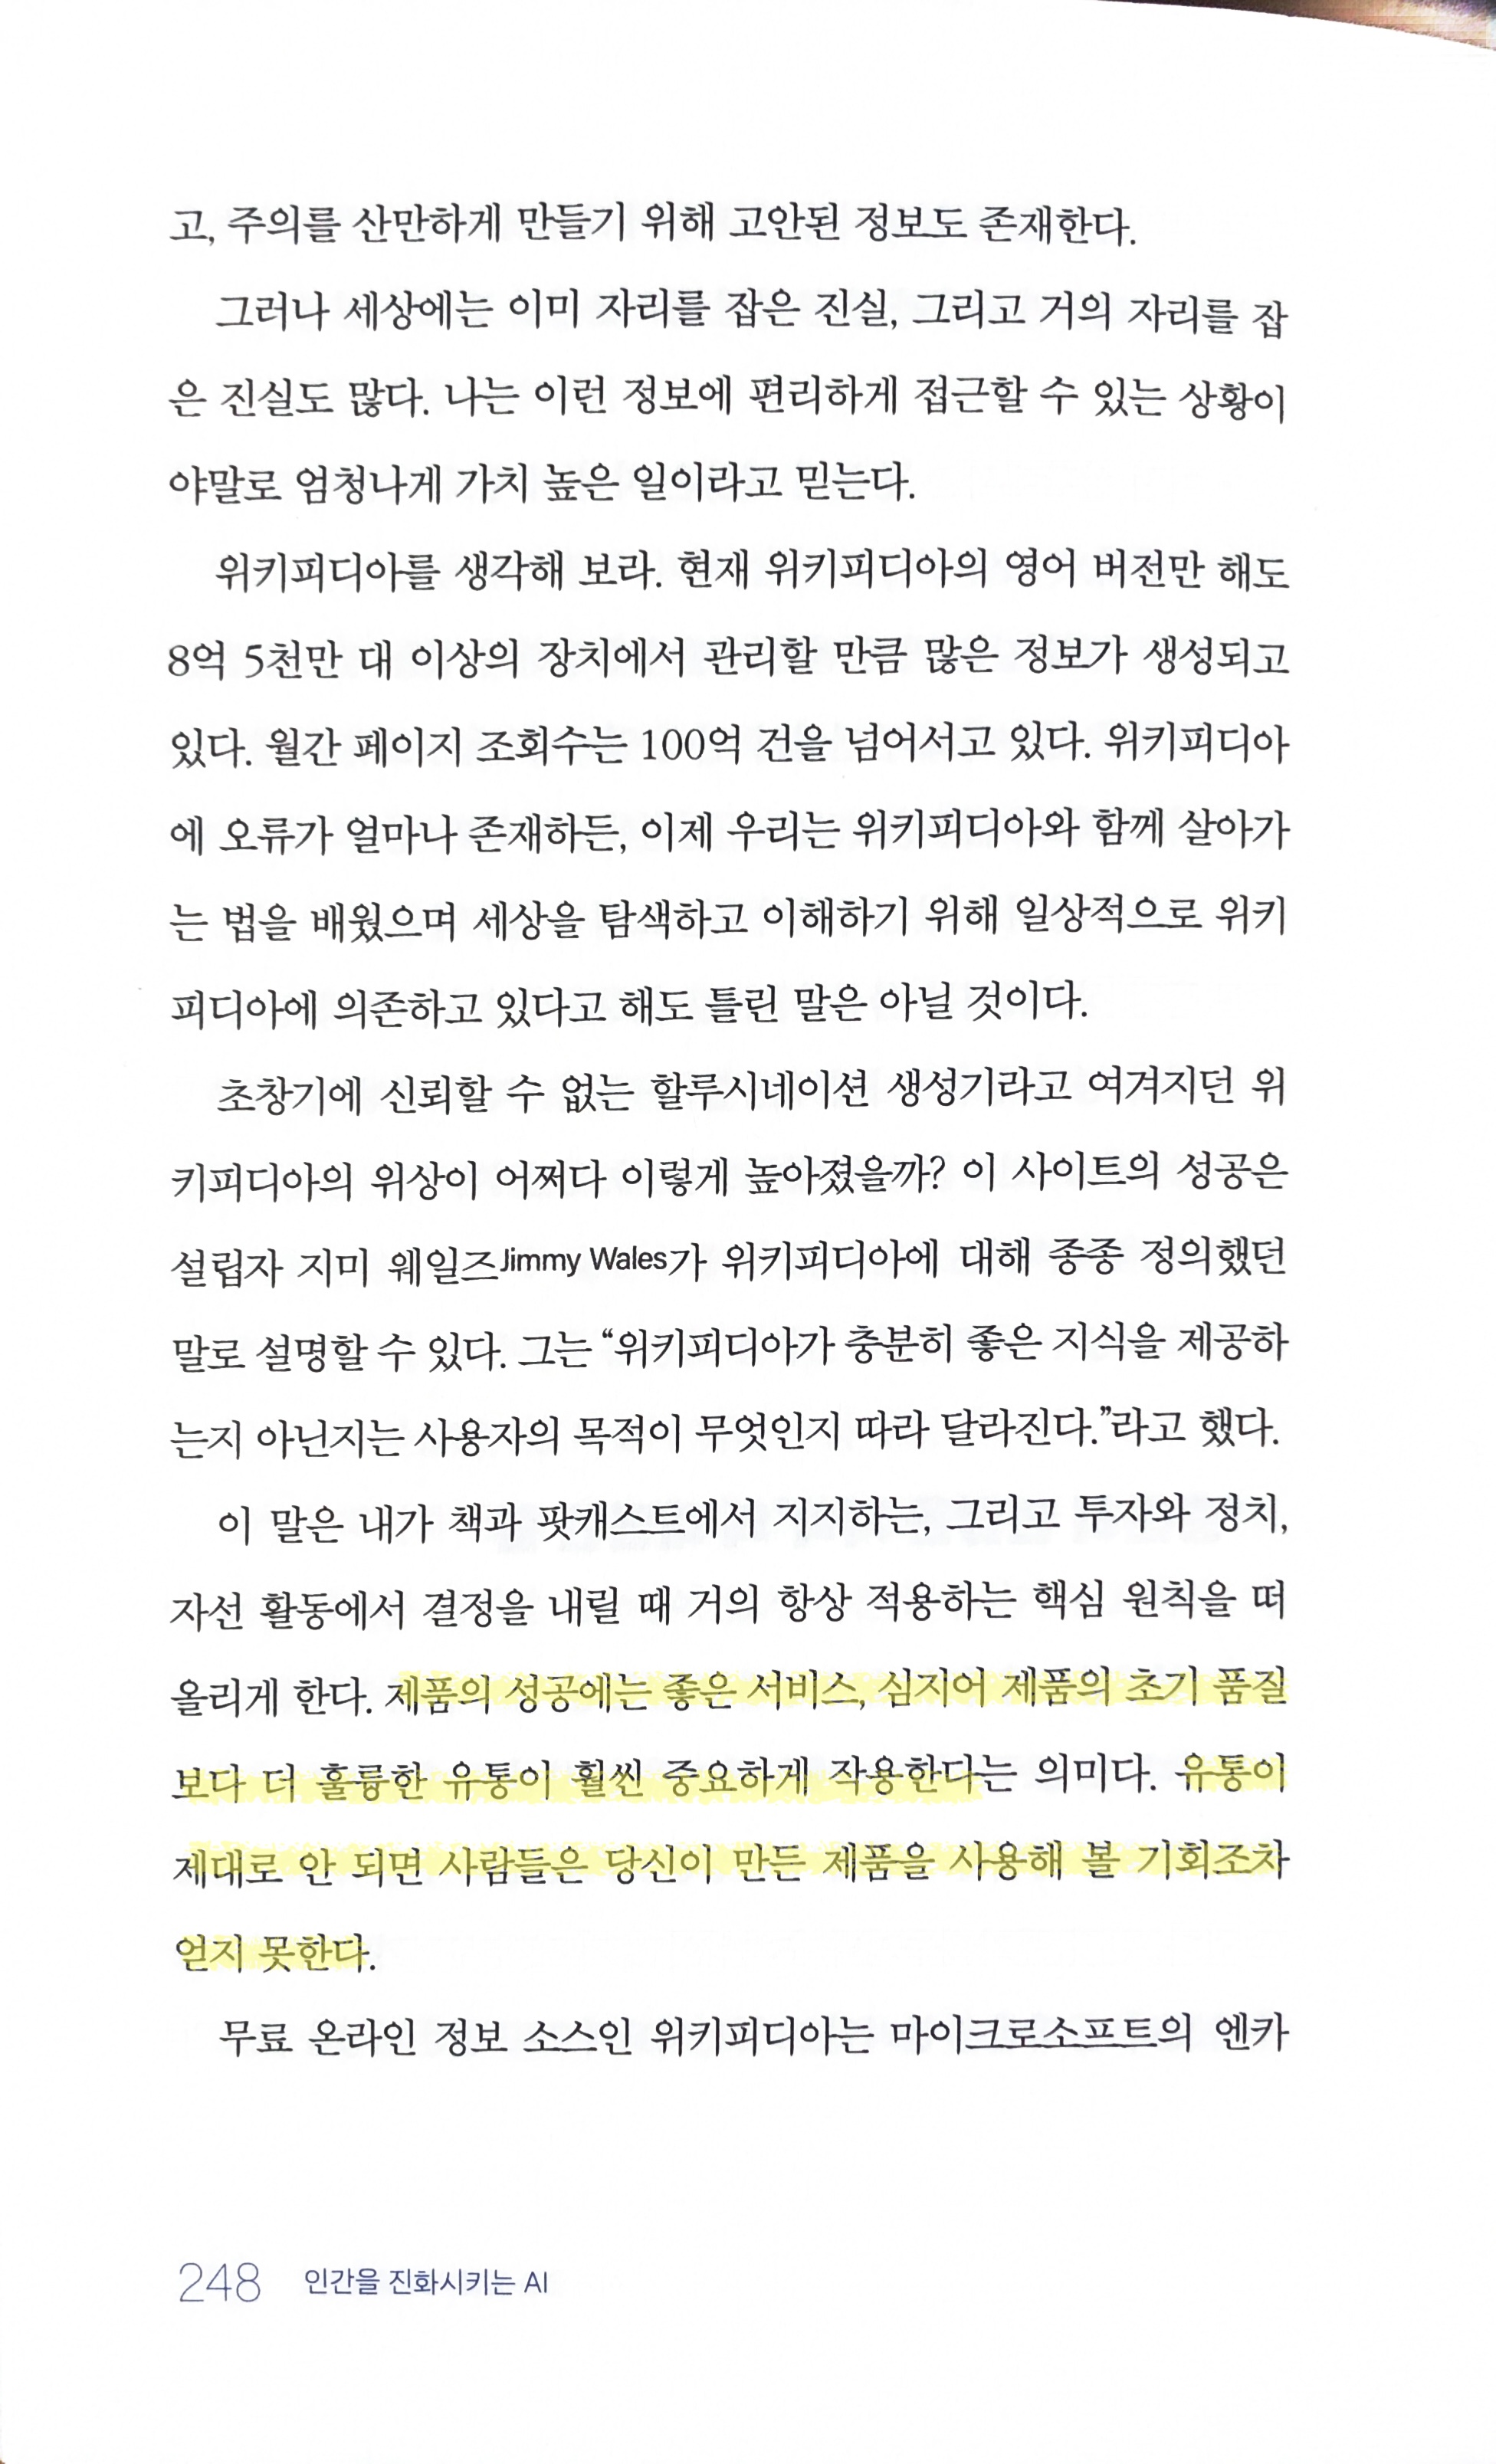 고, 주의를 산만하게 만들기 위해 고안된 정보도 존재한다.
그러나 세상에는 이미 자리를 잡은 진실, 그리고 거의 자리를 잡
은 진실도 많다. 나는 이런 정보에 편리하게 접근할 수 있는 상황이
야말로 엄청나게 가치 높은 일이라고 믿는다.
위키피디아를 생각해 보라. 현재 위키피디아의 영어 버전만 해도
8억 5천만 대 이상의 장치에서 관리할 만큼 많은 정보가 생성되고
있다. 월간 페이지 조회수는 100억 건을 넘어서고 있다. 위키피디아
에 오류가 얼마나 존재하든, 이제 우리는 위키피디아와 함께 살아가
는 법을 배웠으며 세상을 탐색하고 이해하기 위해 일상적으로 위키
피디아에 의존하고 있다고 해도 틀린 말은 아닐 것이다.
초창기에 신뢰할 수 없는 할루시네이션 생성기라고 여겨지던 위
키피디아의 위상이 어쩌다 이렇게 높아졌을까? 이 사이트의 성공은
설립자 지미 웨일즈Jimmy Wales가 위키피디아에 대해 종종 정의했던
말로 설명할 수 있다. 그는 “위키피디아가 충분히 좋은 지식을 제공하
는지 아닌지는 사용자의 목적이 무엇인지 따라 달라진다.”라고 했다.
이 말은 내가 책과 팟캐스트에서 지지하는, 그리고 투자와 정치,
자선 활동에서 결정을 내릴 때 거의 항상 적용하는 핵심 원칙을 떠
올리게 한다. 제품의 성공에는 좋은 서비스, 심지어 제품의 초기 품질
보다 더 훌륭한 유통이 훨씬 중요하게 작용한다는 의미다. 유통이
제대로 안 되면 사람들은 당신이 만든 제품을 사용해 볼 기회조차
얻지 못한다.
무료 온라인 정보 소스인 위키피디아는 마이크로소프트의 엔카
248 인간을 진화시키는 AI